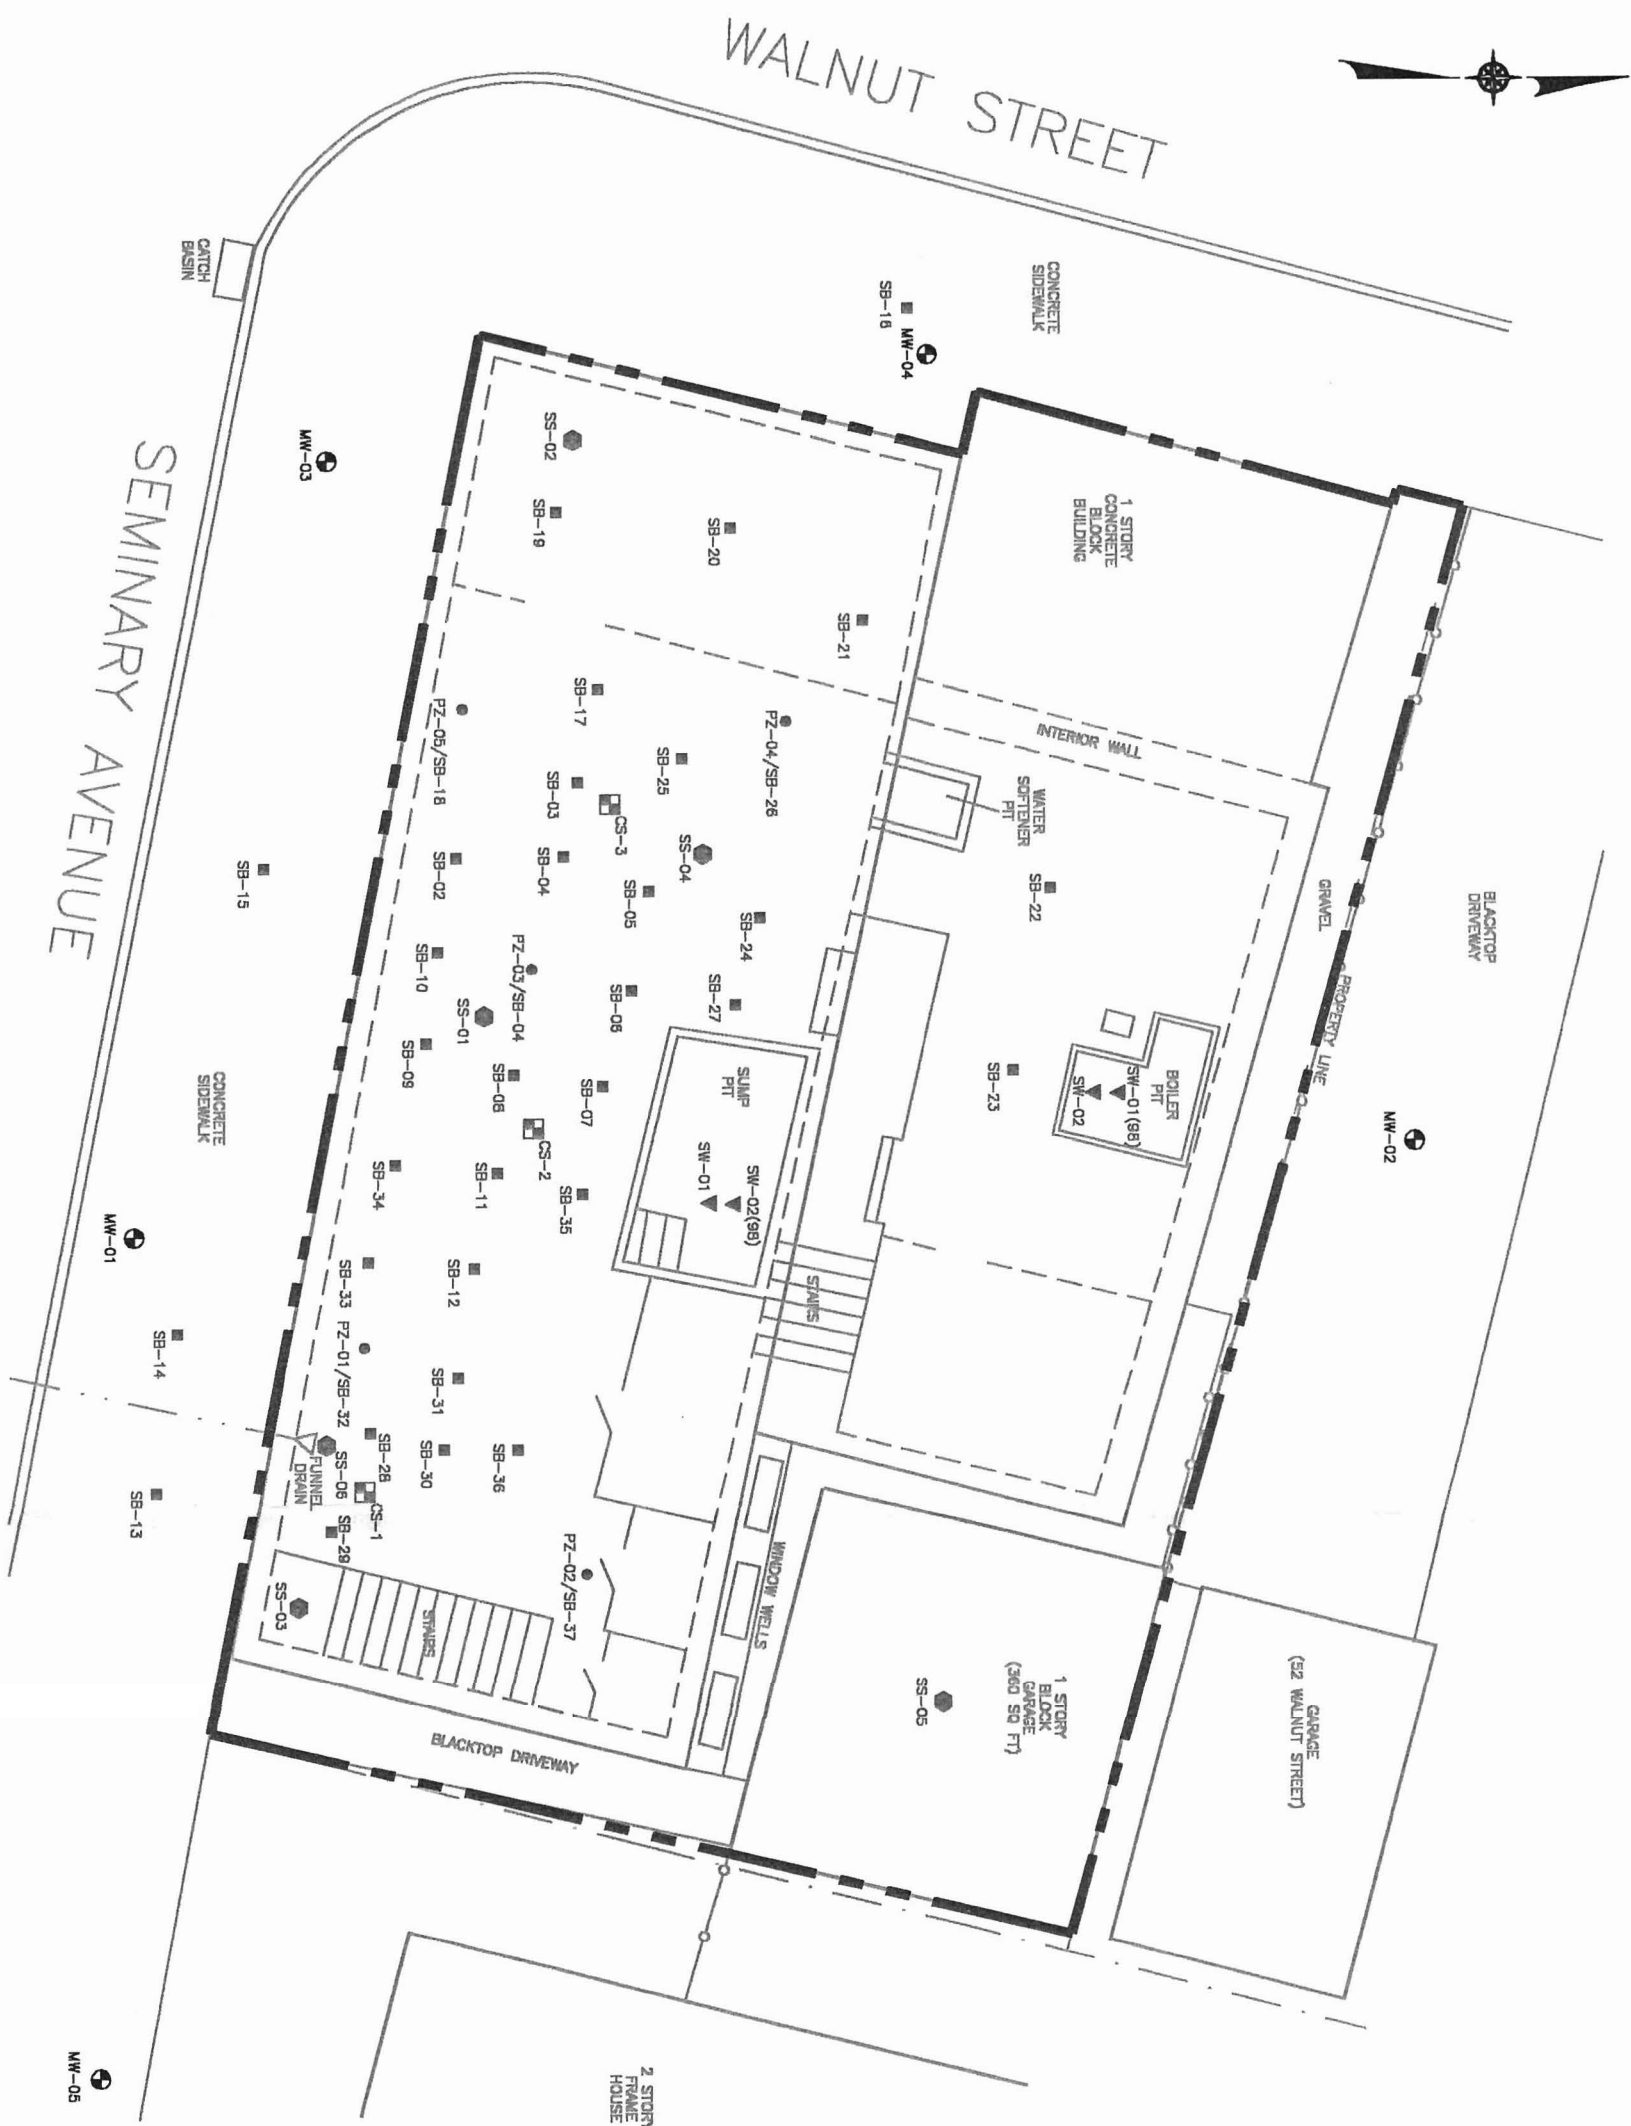 WALNUT STREET
SEMINARY AVENUE
CATCH
BASIN
CONCRETE
SIDEWALK
SB-16
MW-04
MW-03
SS-02
SB-19
SB-20
SB-21
1 STORY
CONCRETE
BLOCK
BUILDING
INTERIOR WALL
WATER
SOFTENER
PIT
GRAVEL
PROPERTY LINE
BLACKTOP
DRIVEWAY
SB-17
PZ-04/SB-26
PZ-05/SB-18
SB-25
SB-03
CS-3
SS-04
SB-02
SB-04
SB-05
SB-24
SB-22
SB-15
SB-10
PZ-03/SB-04
SS-01
SB-06
SB-27
SB-09
SB-08
SB-07
SUMP
PIT
SW-01
SW-02(98)
SB-23
BOILER
PIT
SW-01(98)
SW-02
MW-02
CONCRETE
SIDEWALK
CS-2
SB-34
SB-11
SB-35
MW-01
SB-33
SB-12
STAIRS
SB-14
PZ-01/SB-32
SB-31
SB-28
SB-30
SB-36
SS-06
FUNNEL
DRAIN
CS-1
SB-29
SB-13
SS-03
STAIRS
PZ-02/SB-37
WINDOW WELLS
BLACKTOP DRIVEWAY
SS-05
1 STORY
BLOCK
GARAGE
(360 SQ FT)
GARAGE
(52 WALNUT STREET)
2 STORY
FRAME
HOUSE
MW-05